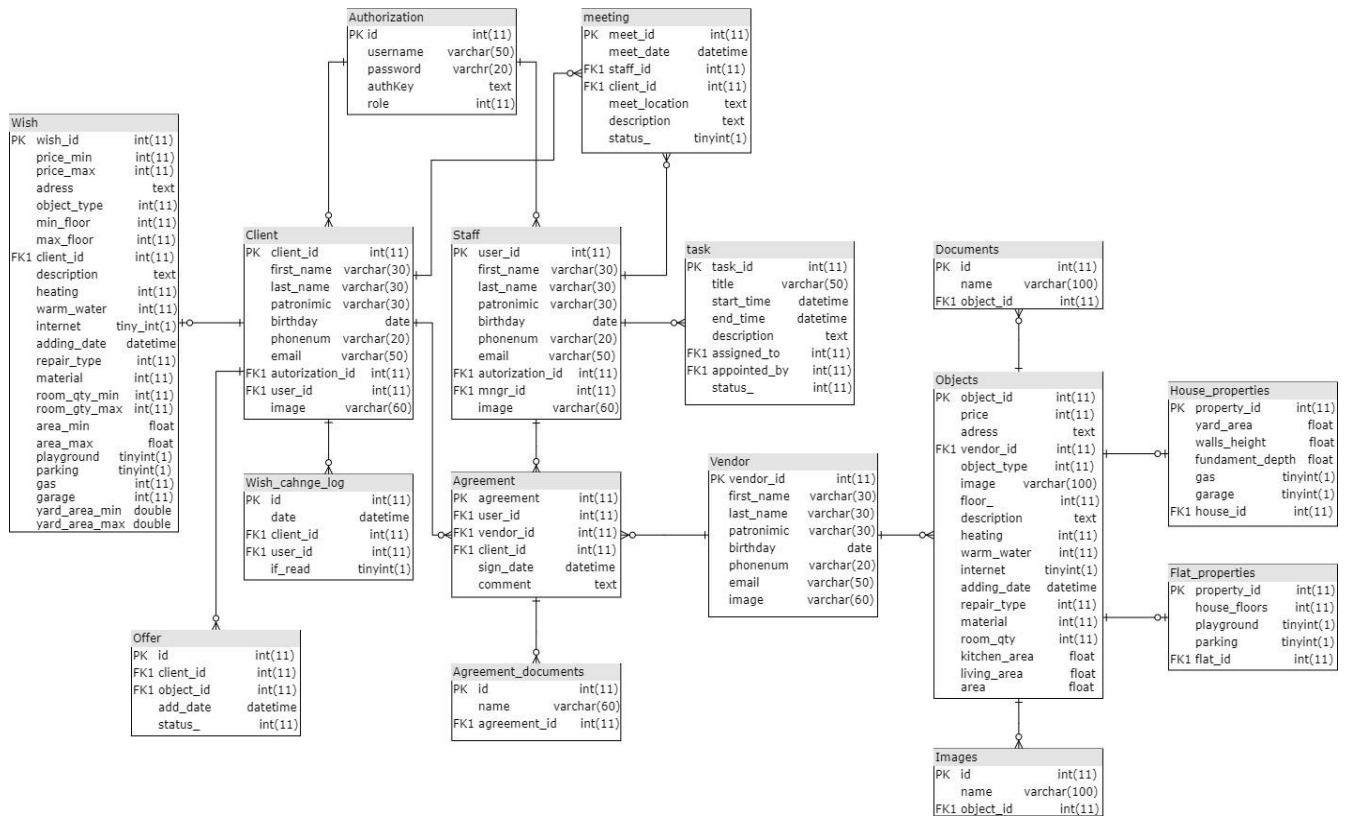 Authorization
PK id int(11)
username varchar(50)
password varchr(20)
authKey text
role int(11)
meeting
PK meet_id int(11)
meet_date datetime
FK1 staff_id int(11)
FK1 client_id int(11)
meet_location text
description text
status_ tinyint(1)
Wish
PK wish_id int(11)
price_min int(11)
price_max int(11)
adress text
object_type int(11)
min_floor int(11)
max_floor int(11)
FK1 client_id int(11)
description text
heating int(11)
warm_water int(11)
internet tiny_int(1)
adding_date datetime
repair_type int(11)
material int(11)
room_qty_min int(11)
room_gty_max int(11)
area_min float
area_max float
playground tinyint(1)
parking tinyint(1)
gas int(11)
garage int(11)
yard_area_min double
yard_area_max double
Client
PK client_id int(11)
first_name varchar(30)
last_name varchar(30)
patronimic varchar(30)
birthday date
phonenum varchar(20)
email varchar(50)
FK1 autorization_id int(11)
FK1 user_id int(11)
image varchar(60)
Staff
PK user_id int(11)
first_name varchar(30)
last_name varchar(30)
patronimic varchar(30)
birthday date
phonenum varchar(20)
email varchar(50)
FK1 autorization_id int(11)
FK1 mngr_id int(11)
image varchar(60)
task
PK task_id int(11)
title varchar(50)
start_time datetime
end_time datetime
description text
FK1 assigned_to int(11)
FK1 appointed_by int(11)
status_ int(11)
Documents
PK id int(11)
name varchar(100)
FK1 object_id int(11)
Objects
PK object_id int(11)
price int(11)
adress text
FK1 vendor_id int(11)
object_type int(11)
image varchar(100)
floor_ int(11)
description text
heating int(11)
warm_water int(11)
internet tinyint(1)
adding_date datetime
repair_type int(11)
material int(11)
room_qty int(11)
kitchen_area float
living_area float
area float
House_properties
PK property_id int(11)
yard_area float
walls_height float
fundament_depth float
gas tinyint(1)
garage tinyint(1)
FK1 house_id int(11)
Wish_cahnge_log
PK id int(11)
date datetime
FK1 client_id int(11)
FK1 user_id int(11)
if_read tinyint(1)
Agreement
PK agreement int(11)
FK1 user_id int(11)
FK1 vendor_id int(11)
FK1 client_id int(11)
sign_date datetime
comment text
Vendor
PK vendor_id int(11)
first_name varchar(30)
last_name varchar(30)
patronimic varchar(30)
birthday date
phonenum varchar(20)
email varchar(50)
image varchar(60)
Flat_properties
PK property_id int(11)
house_floors int(11)
playground tinyint(1)
parking tinyint(1)
FK1 flat_id int(11)
Offer
PK id int(11)
FK1 client_id int(11)
FK1 object_id int(11)
add_date datetime
status_ int(11)
Agreement_documents
PK id int(11)
name varchar(60)
FK1 agreement_id int(11)
Images
PK id int(11)
name varchar(100)
FK1 object_id int(11)